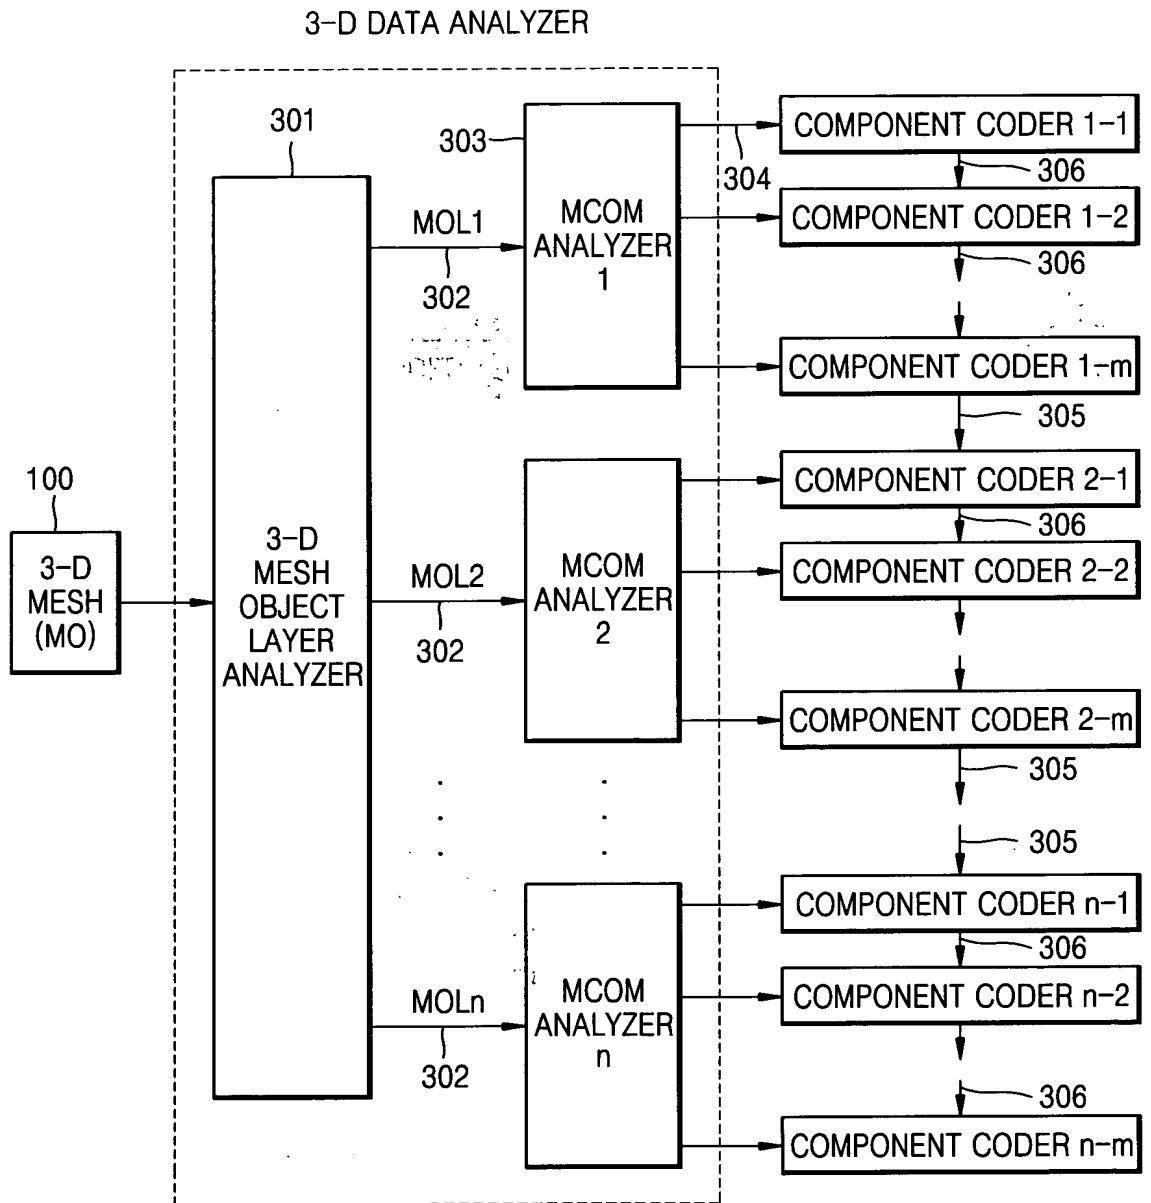 3-D DATA ANALYZER
100
3-D
MESH
(MO)
301
3-D
MESH
OBJECT
LAYER
ANALYZER
MOL1
302
MOL2
302
MOLn
302
303
MCOM
ANALYZER
1
MCOM
ANALYZER
2
MCOM
ANALYZER
n
304
COMPONENT CODER 1-1
306
COMPONENT CODER 1-2
306
COMPONENT CODER 1-m
305
COMPONENT CODER 2-1
306
COMPONENT CODER 2-2
COMPONENT CODER 2-m
305
305
COMPONENT CODER n-1
306
COMPONENT CODER n-2
306
COMPONENT CODER n-m